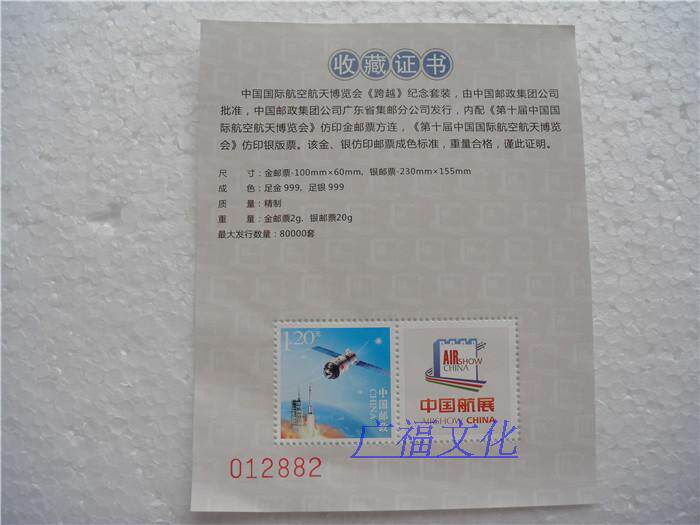 收藏证书
中国国际航空航天博览会《跨越》纪念套装，由中国邮政集团公司
批准，中国邮政集团公司广东省集邮分公司发行，内配《第十届中国国
际航空航天博览会》仿印金邮票方连，《第十届中国国际航空航天博览
会》仿印银版票。该金、银仿印邮票成色标准，重量合格，谨此证明。
尺 寸：金邮票-100mm×60mm，银邮票-230mm×155mm
成 色：足金 999，足银 999
质 量：精制
重 量：金邮票2g，银邮票20g
最大发行数量：80000套
1.20元
中国邮政
CHINA
AIRSHOW
CHINA
中国航展
AIRSHOW CHINA
广福文化
012882